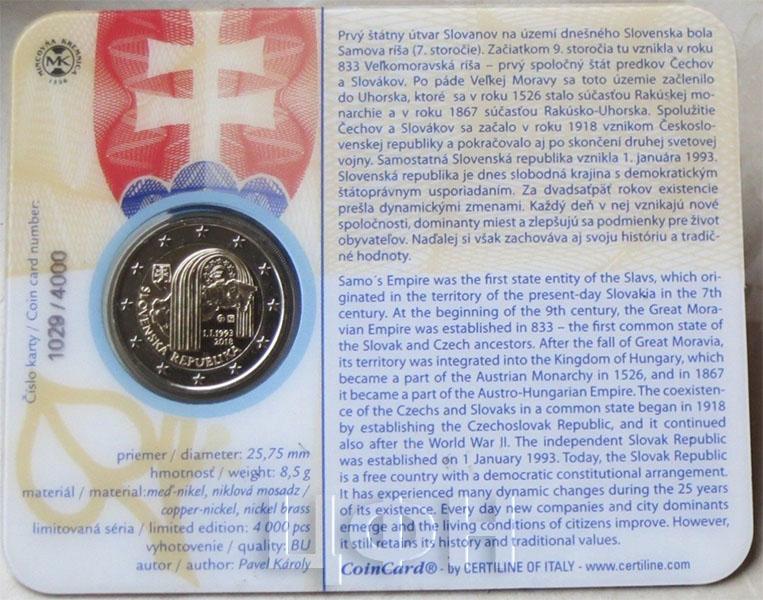 MINCOVŇA KREMNICA
MK
1328
Číslo karty / Coin card number:
1029 / 4000
SLOVENSKÁ REPUBLIKA
1.1.1993
2018
priemer / diameter: 25,75 mm
hmotnosť / weight: 8,5 g
materiál / material: meď-nikel, niklová mosadz /
copper-nickel, nickel brass
limitovaná séria / limited edition: 4 000 pcs
vyhotovenie / quality: BU
autor / author: Pavel Károly
Prvý štátny útvar Slovanov na území dnešného Slovenska bola
Samova ríša (7. storočie). Začiatkom 9. storočia tu vznikla v roku
833 Veľkomoravská ríša – prvý spoločný štát predkov Čechov
a Slovákov. Po páde Veľkej Moravy sa toto územie začlenilo
do Uhorska, ktoré sa v roku 1526 stalo súčasťou Rakúskej mo-
narchie a v roku 1867 súčasťou Rakúsko-Uhorska. Spolužitie
Čechov a Slovákov sa začalo v roku 1918 vznikom Českoslo-
venskej republiky a pokračovalo aj po skončení druhej svetovej
vojny. Samostatná Slovenská republika vznikla 1. januára 1993.
Slovenská republika je dnes slobodná krajina s demokratickým
štátoprávnym usporiadaním. Za dvadsaťpäť rokov existencie
prešla dynamickými zmenami. Každý deň v nej vznikajú nové
spoločnosti, dominanty miest a zlepšujú sa podmienky pre život
obyvateľov. Naďalej si však zachováva aj svoju históriu a tradič-
né hodnoty.
Samo´s Empire was the first state entity of the Slavs, which ori-
ginated in the territory of the present-day Slovakia in the 7th
century. At the beginning of the 9th century, the Great Mora-
vian Empire was established in 833 – the first common state of
the Slovak and Czech ancestors. After the fall of Great Moravia,
its territory was integrated into the Kingdom of Hungary, which
became a part of the Austrian Monarchy in 1526, and in 1867
it became a part of the Austro-Hungarian Empire. The coexisten-
ce of the Czechs and Slovaks in a common state began in 1918
by establishing the Czechoslovak Republic, and it continued
also after the World War II. The independent Slovak Republic
was established on 1 January 1993. Today, the Slovak Republic
is a free country with a democratic constitutional arrangement.
It has experienced many dynamic changes during the 25 years
of its existence. Every day new companies and city dominants
emerge and the living conditions of citizens improve. However,
it still retains its history and traditional values.
CoinCard® - by CERTILINE OF ITALY - www.certiline.com
ЦФН